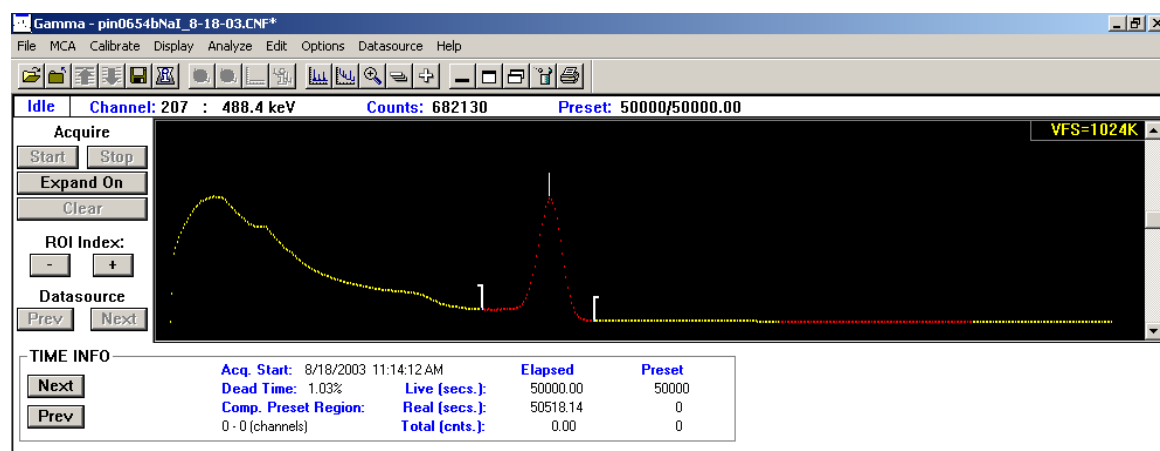 Gamma - pin0654bNaI_8-18-03.CNF*
File MCA Calibrate Display Analyze Edit Options Datasource Help
Idle Channel: 207 : 488.4 keV Counts: 682130 Preset: 50000/50000.00
Acquire
VFS=1024K
Start Stop
Expand On
Clear
ROI Index:
- +
Datasource
Prev Next
TIME INFO
Next
Prev
Acq. Start: 8/18/2003 11:14:12 AM Elapsed Preset
Dead Time: 1.03% Live (secs.): 50000.00 50000
Comp. Preset Region: Real (secs.): 50518.14 0
0 - 0 (channels) Total (cnts.): 0.00 0